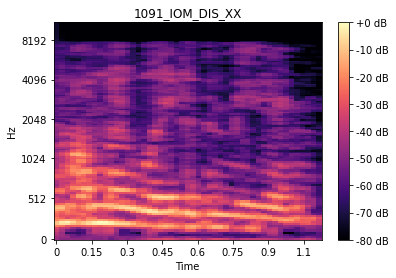 1091_IOM_DIS_XX
Hz
8192
4096
2048
1024
512
0
0
0.15
0.3
0.45
0.6
0.75
0.9
1.1
Time
+0 dB
-10 dB
-20 dB
-30 dB
-40 dB
-50 dB
-60 dB
-70 dB
-80 dB